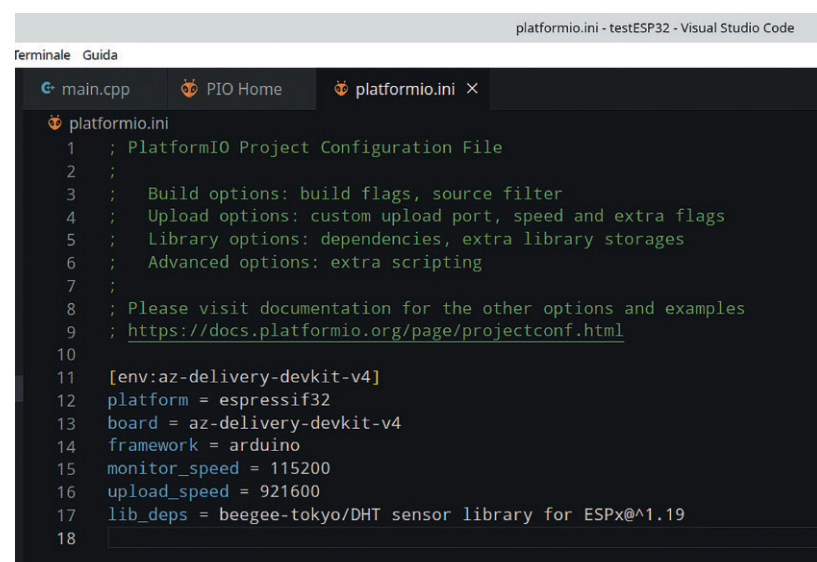 platformio.ini - testESP32 - Visual Studio Code
Terminale Guida
main.cpp PIO Home platformio.ini ×
platformio.ini
1 ; PlatformIO Project Configuration File
2 ;
3 ;   Build options: build flags, source filter
4 ;   Upload options: custom upload port, speed and extra flags
5 ;   Library options: dependencies, extra library storages
6 ;   Advanced options: extra scripting
7 ;
8 ; Please visit documentation for the other options and examples
9 ; https://docs.platformio.org/page/projectconf.html
10
11 [env:az-delivery-devkit-v4]
12 platform = espressif32
13 board = az-delivery-devkit-v4
14 framework = arduino
15 monitor_speed = 115200
16 upload_speed = 921600
17 lib_deps = beegee-tokyo/DHT sensor library for ESPx@^1.19
18